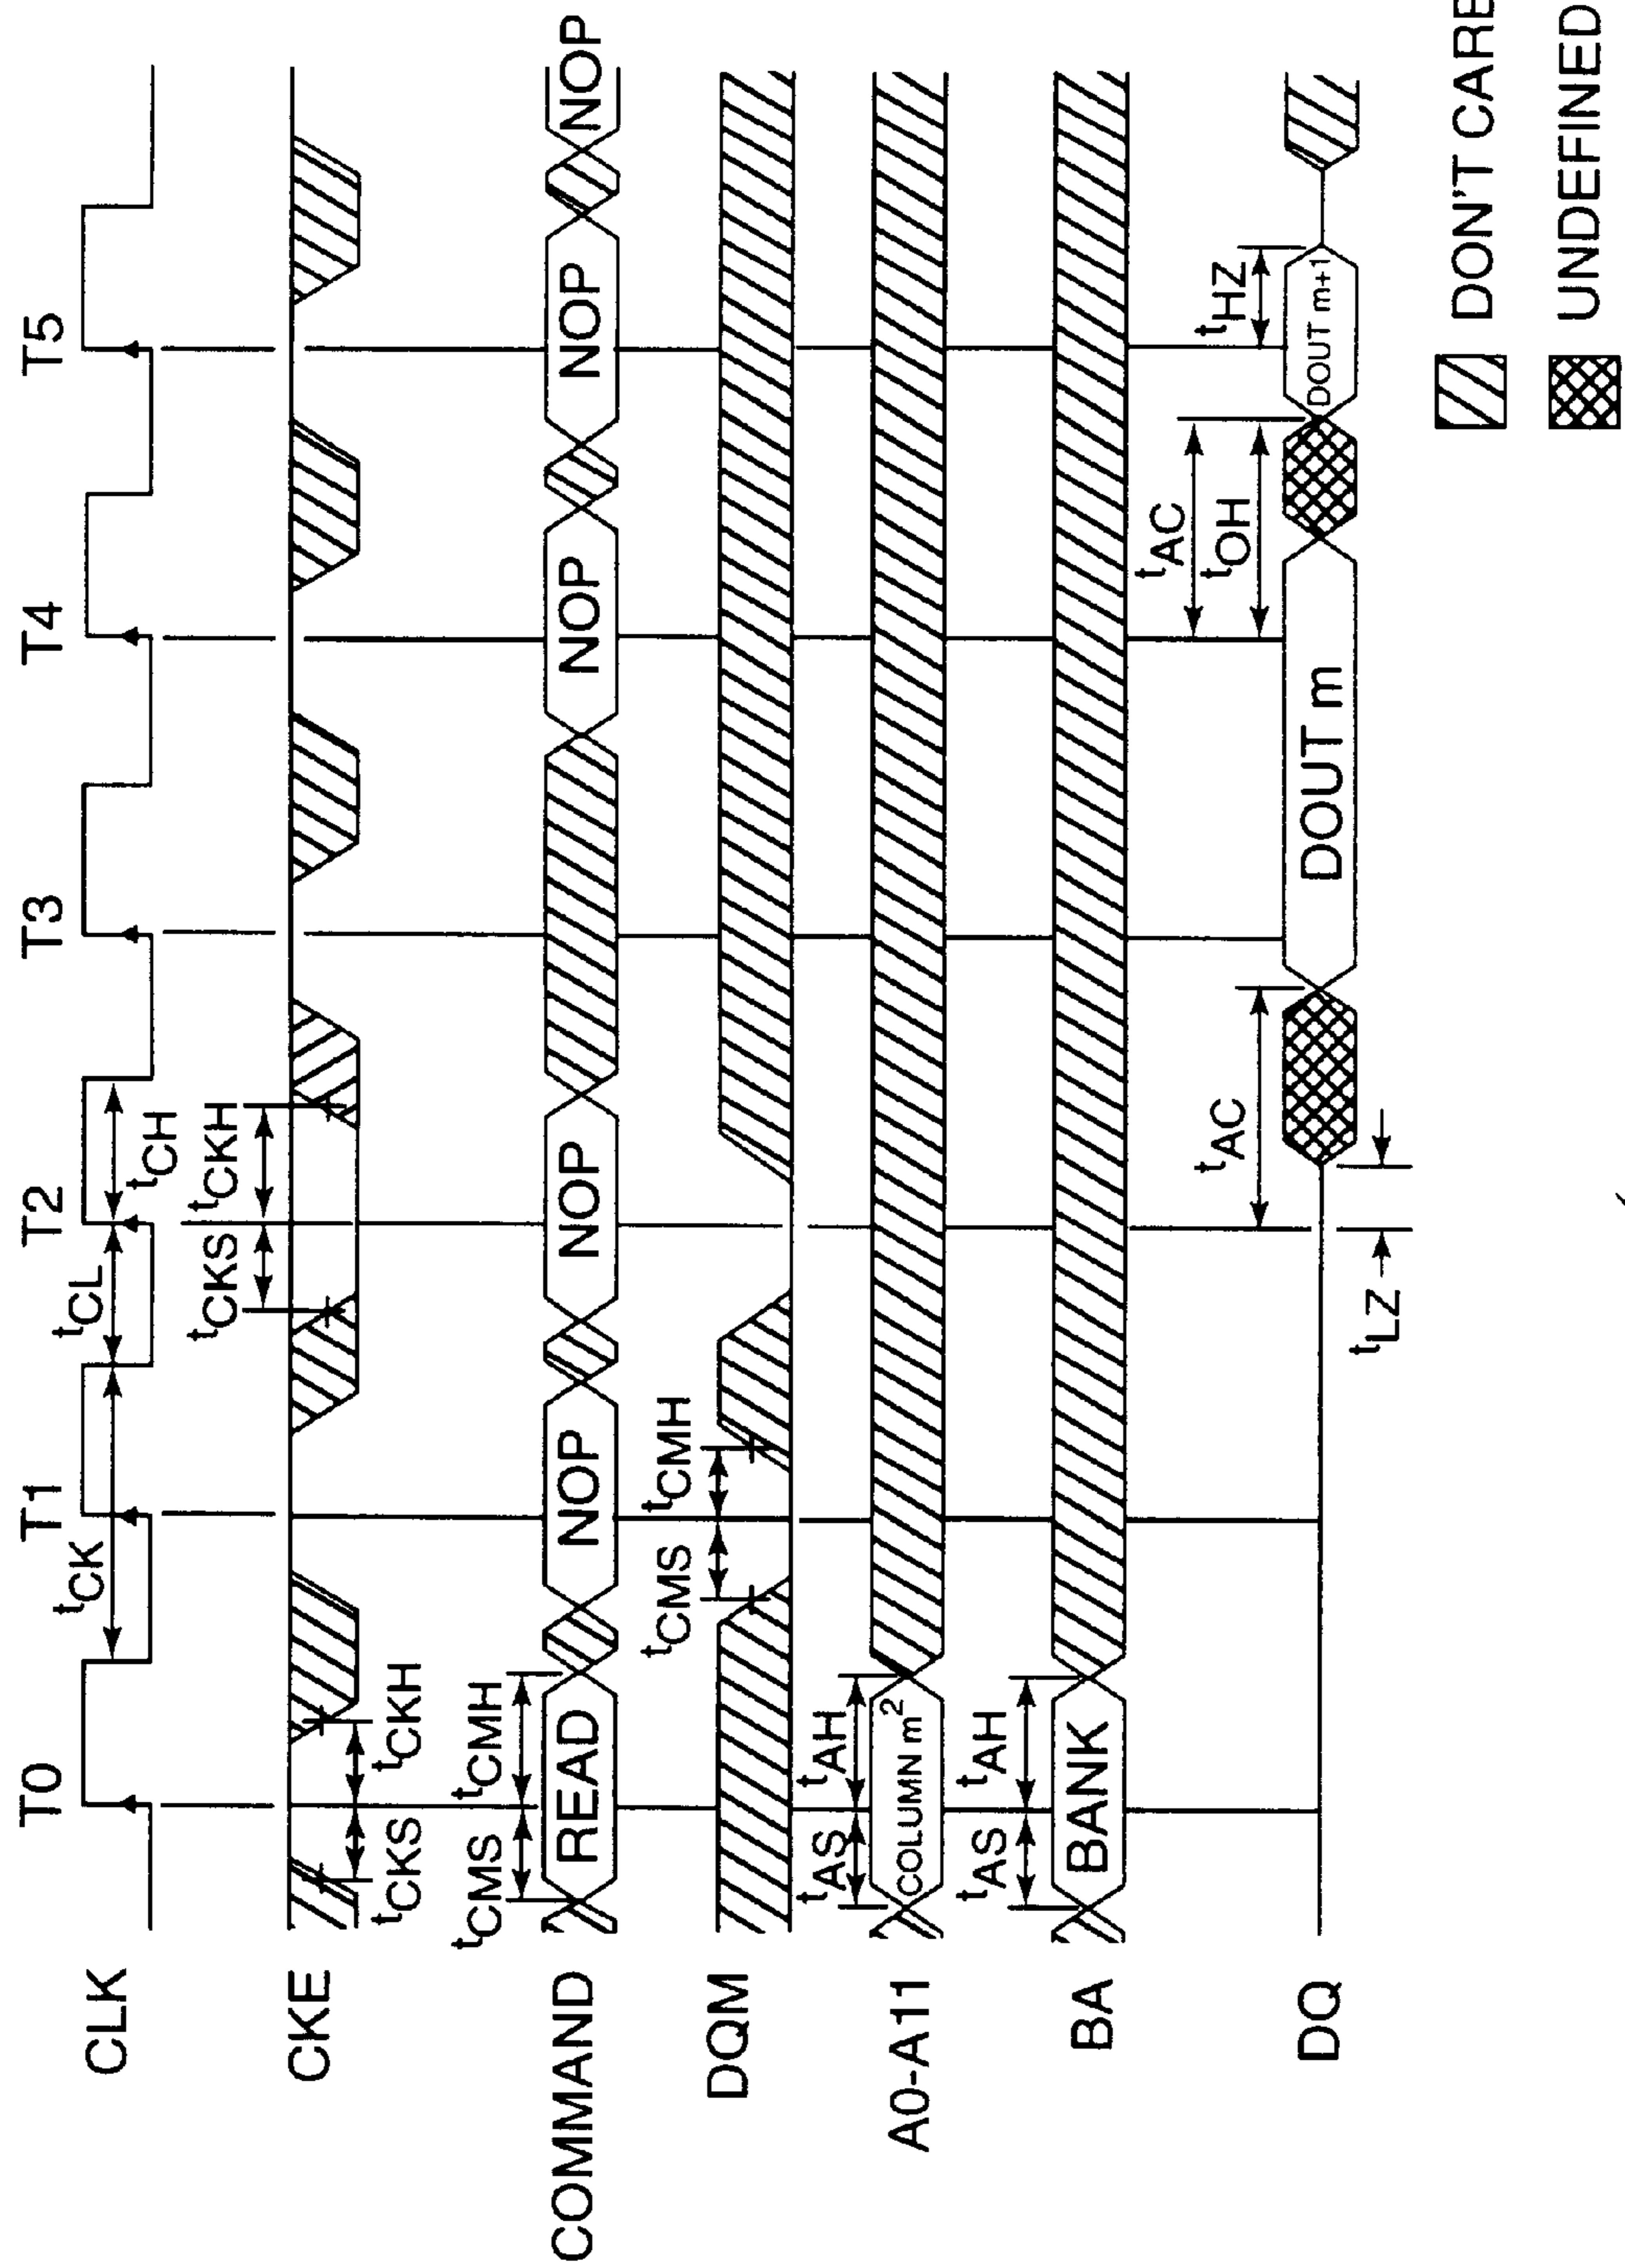 T0 T1 T2 T3 T4 T5
CLK
tCK tCL
tCH
CKE
tCKS tCKH tCKS tCKH
COMMAND
tCMS tCMH
READ NOP NOP NOP NOP NOP
DQM
tCMS tCMH
A0-A11
tAS tAH
COLUMN m2
BA
tAS tAH
BANK
DQ
tAC tAC tHZ
tOH
DOUT m DOUT m+1
tLZ
DON'T CARE
UNDEFINED